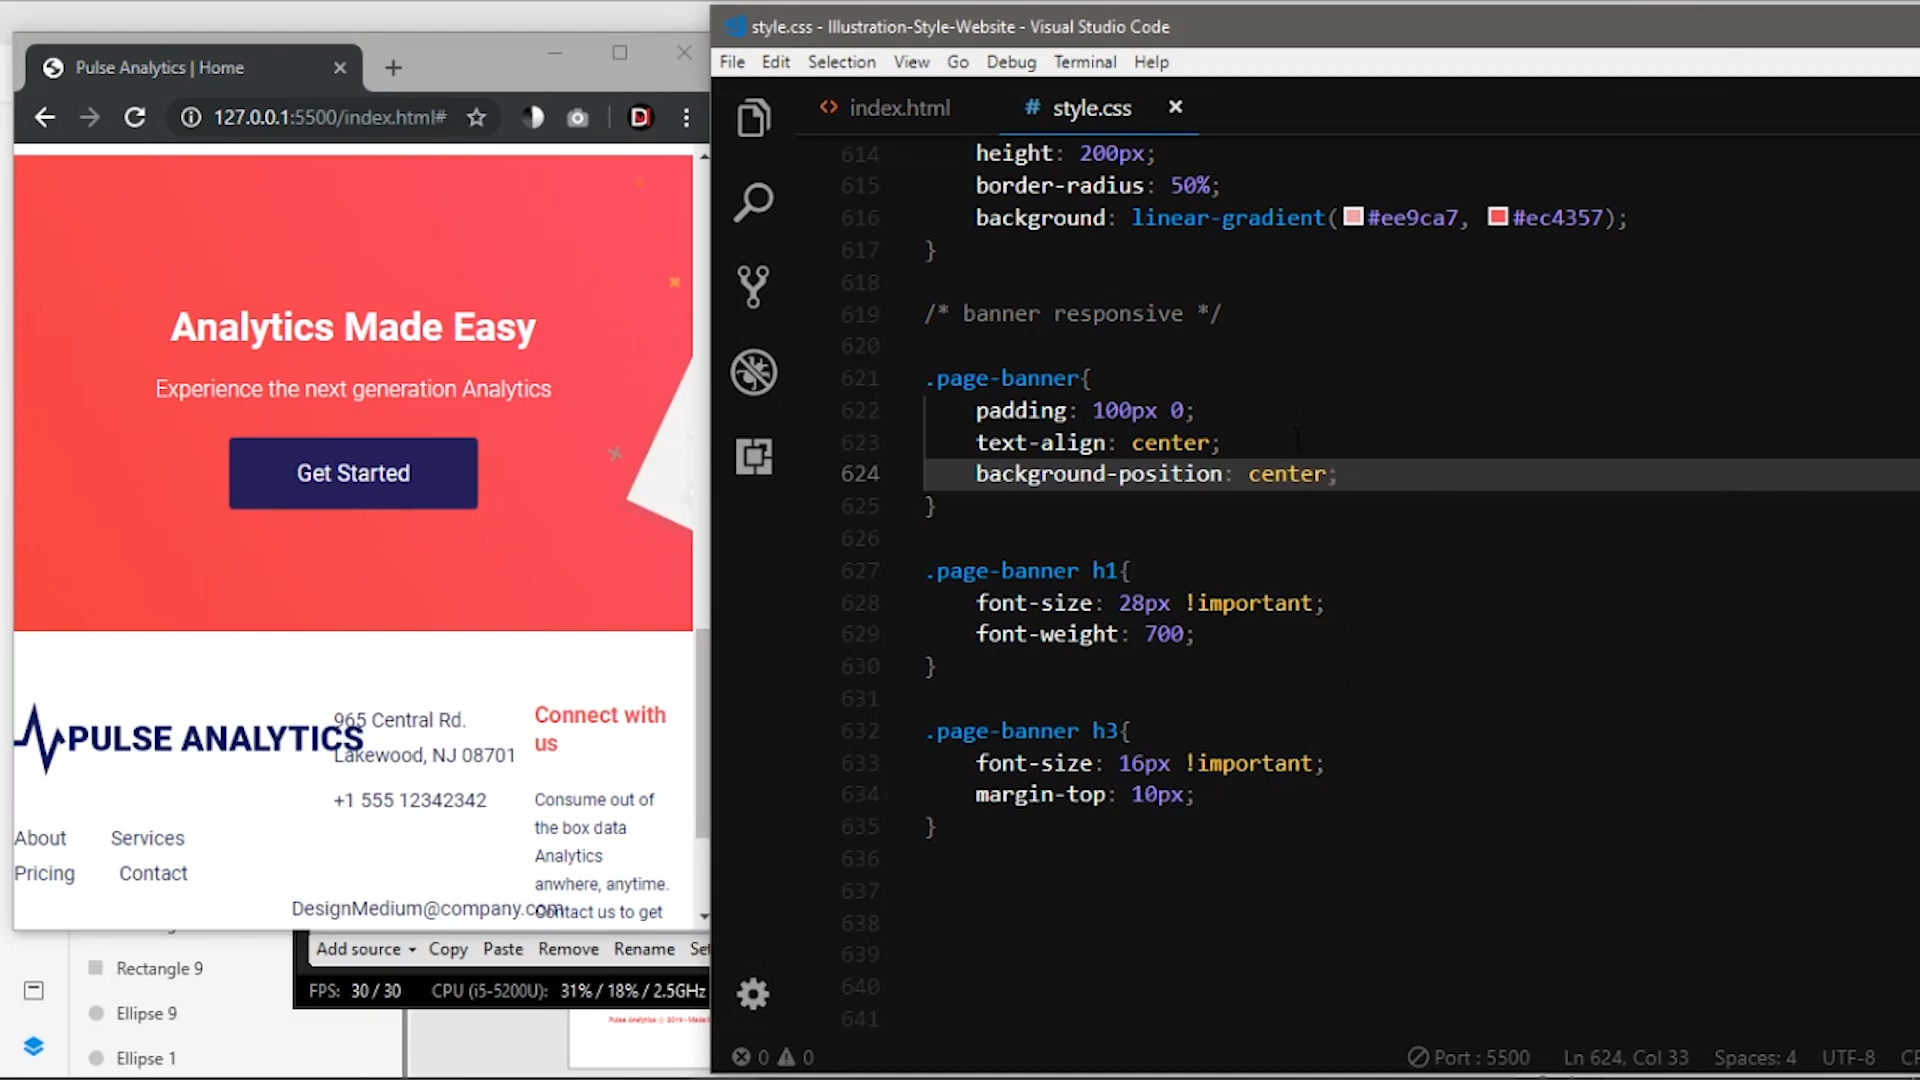 style.css - Illustration-Style-Website - Visual Studio Code
File Edit Selection View Go Debug Terminal Help
Pulse Analytics | Home
127.0.0.1:5500/index.html#
index.html
style.css
614 height: 200px;
615 border-radius: 50%;
616 background: linear-gradient(#ee9ca7, #ec4357);
617 }
618
619 /* banner responsive */
620
621 .page-banner{
622 padding: 100px 0;
623 text-align: center;
624 background-position: center;
625 }
626
627 .page-banner h1{
628 font-size: 28px !important;
629 font-weight: 700;
630 }
631
632 .page-banner h3{
633 font-size: 16px !important;
634 margin-top: 10px;
635 }
636
637
638
639
640
641
Analytics Made Easy
Experience the next generation Analytics
Get Started
PULSE ANALYTICS
About Services
Pricing Contact
965 Central Rd.
Lakewood, NJ 08701
+1 555 12342342
DesignMedium@company.com
Connect with
us
Consume out of
the box data
Analytics
anwhere, anytime.
Contact us to get
Add source Copy Paste Remove Rename
FPS: 30 / 30 CPU (i5-5200U): 31% / 18% / 2.5GHz
Rectangle 9
Ellipse 9
Ellipse 1
0 0
Port : 5500 Ln 624, Col 33 Spaces: 4 UTF-8